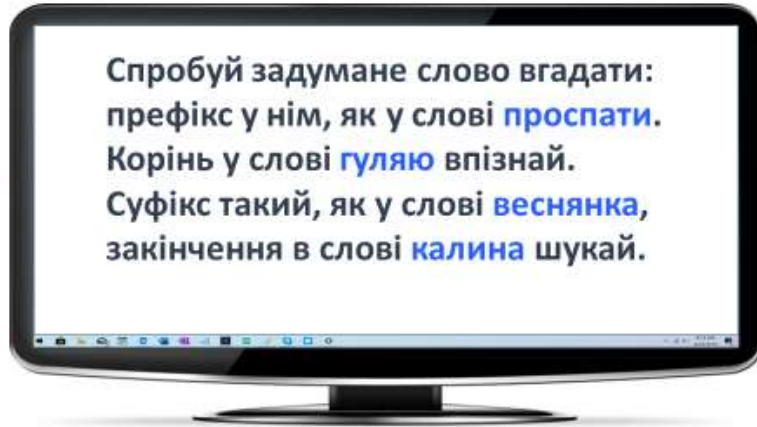 Спробуй задумане слово вгадати:
префікс у нім, як у слові проспати.
Корінь у слові гуляю впізнай.
Суфікс такий, як у слові веснянка,
закінчення в слові калина шукай.